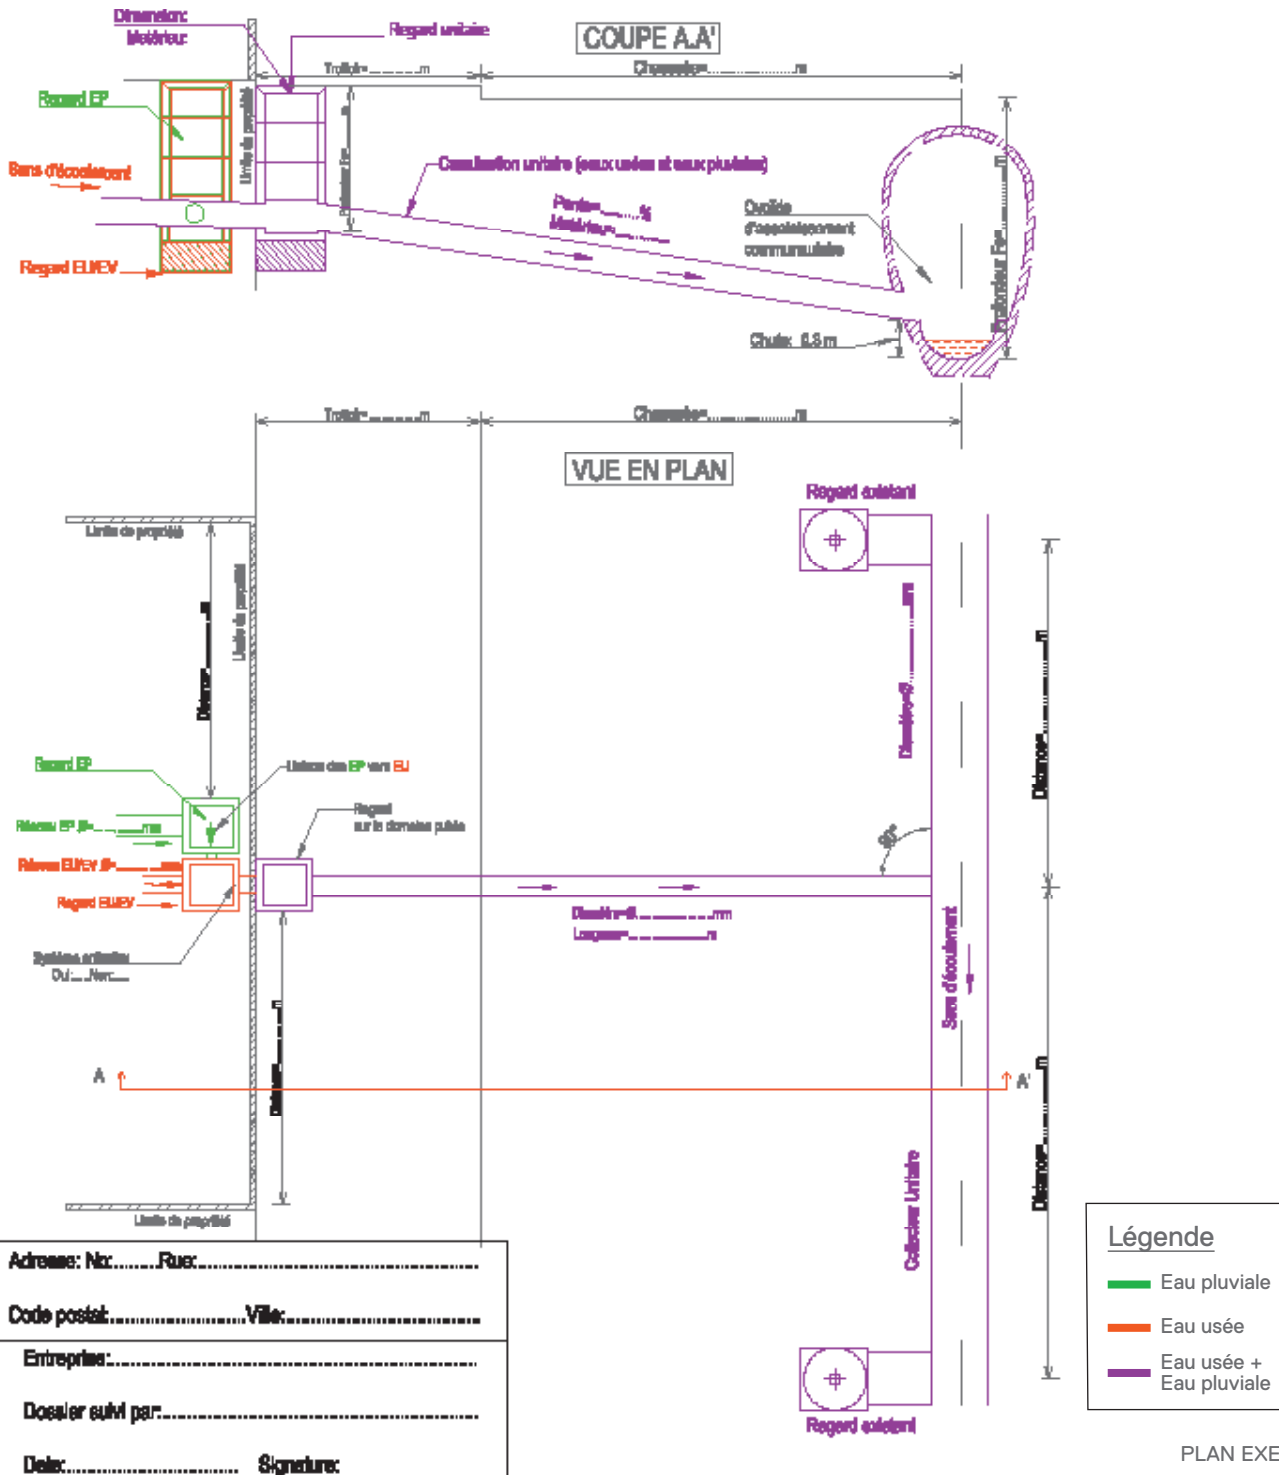 Dimension:
Matériau:
Regard unitaire
COUPE A.A'
Trottoir=............m
Chaussée=......................m
Regard EP
Limite de propriété
Sens d'écoulement
Canalisation unitaire (eaux usées et eaux pluviales)
Pente=..........%
Matériau=..............
Ovoïde
d'assainissement
communautaire
Profondeur Fe=..........m
Regard EU/EV
Chute: 0.3 m
Trottoir=............m
Chaussée=......................m
VUE EN PLAN
Regard existant
Limite de propriété
Limite de propriété
Distance=..............m
Diamètre=Ø..............mm
Distance=..............m
Regard EP
Liaison des EP vers EU
Regard
sur le domaine public
Réseau EP Ø=..............mm
Réseau EU/EV Ø=..............mm
Regard EU/EV
90°
Diamètre=Ø....................mm
Longueur=....................m
Système antireflux
Oui:.....Non:.....
Sens d'écoulement
Distance=..............m
A
A'
Distance=..............m
Collecteur Unitaire
Limite de propriété
Regard existant
Adresse: No:.........Rue:..........................................................
Code postal:...........................Ville:........................................
Entreprise:..........................................................................
Dossier suivi par:................................................................
Date:................................... Signature:
Légende
Eau pluviale
Eau usée
Eau usée +
Eau pluviale
PLAN EXE